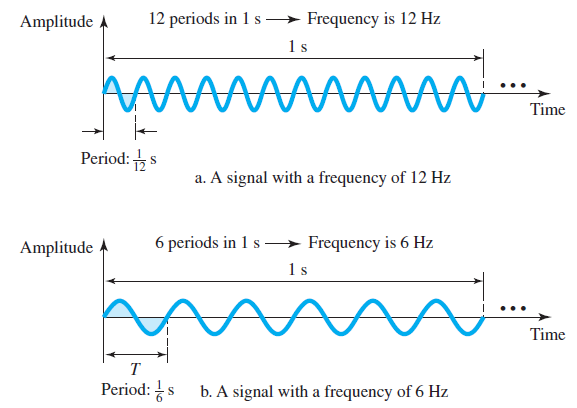 Amplitude 12 periods in 1 s → Frequency is 12 Hz
1 s
•••
Time
Period: 1/12 s
a. A signal with a frequency of 12 Hz
Amplitude 6 periods in 1 s → Frequency is 6 Hz
1 s
•••
Time
T
Period: 1/6 s b. A signal with a frequency of 6 Hz